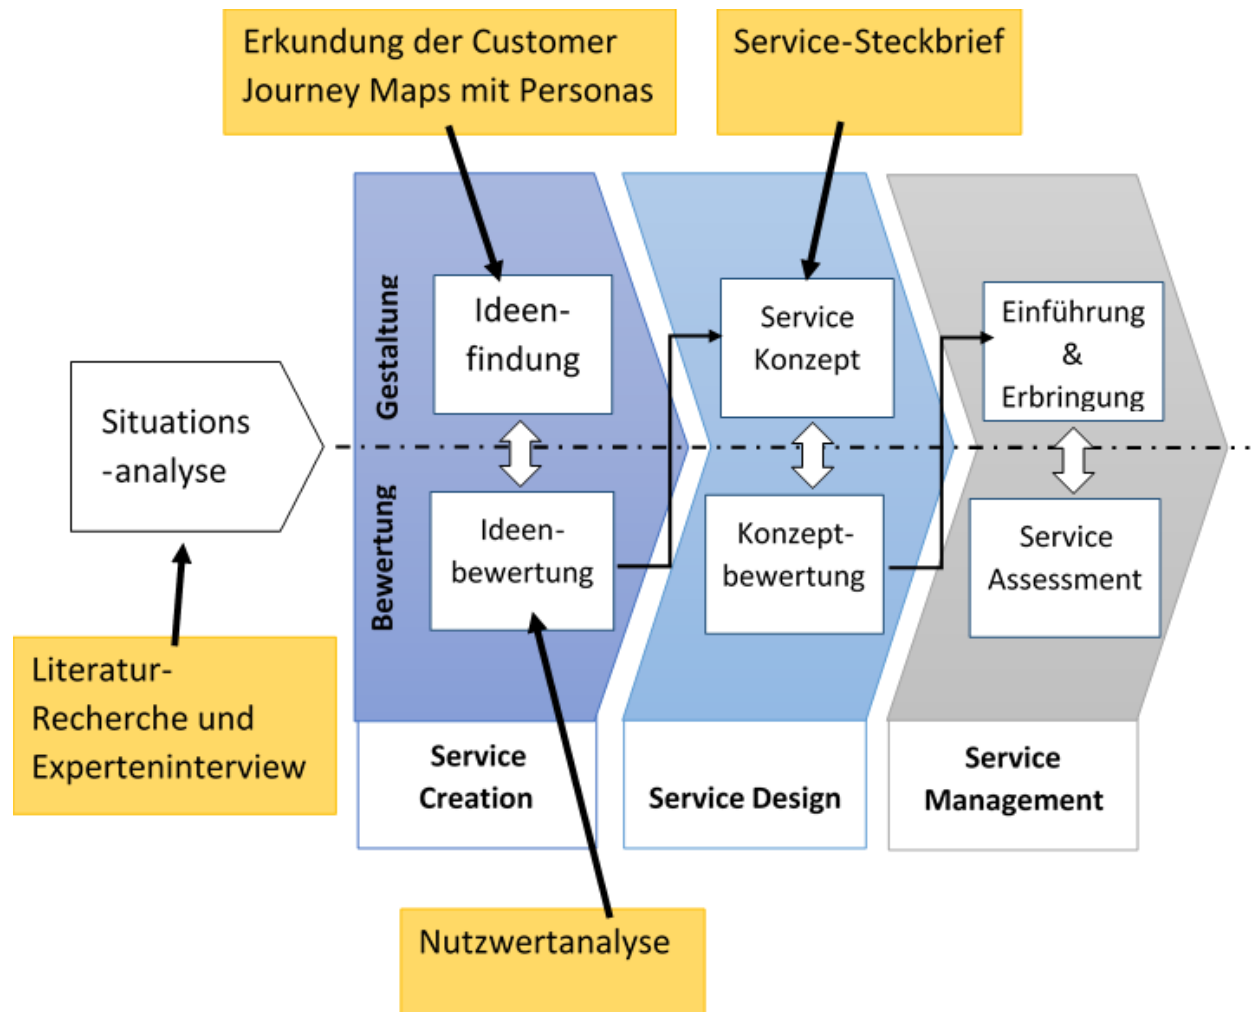 Erkundung der Customer
Journey Maps mit Personas
Service-Steckbrief
Gestaltung
Ideen-
findung
Service
Konzept
Einführung
&
Erbringung
Situations
-analyse
Bewertung
Ideen-
bewertung
Konzept-
bewertung
Service
Assessment
Literatur-
Recherche und
Experteninterview
Service
Creation
Service Design
Service
Management
Nutzwertanalyse